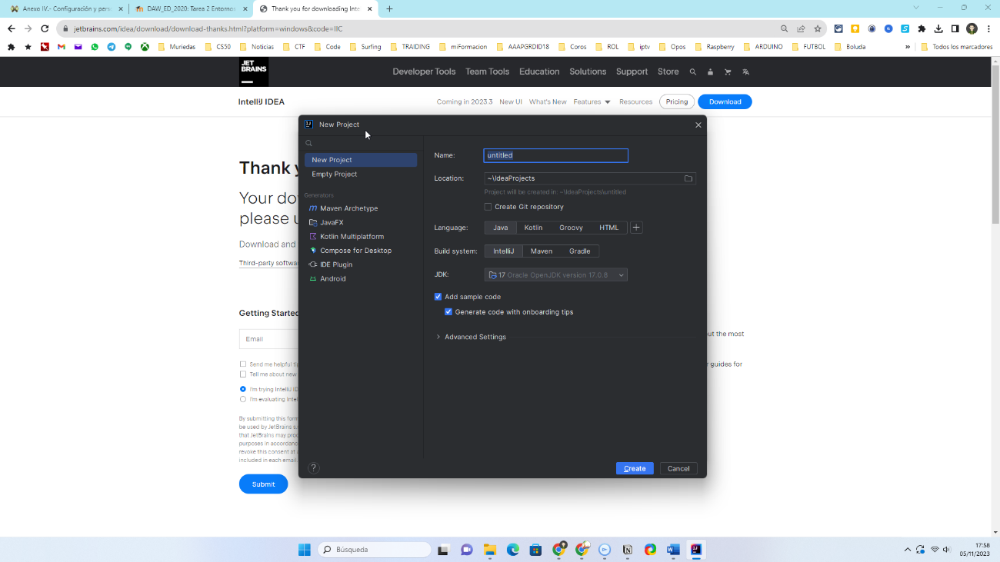 Anexo IV.- Configuración y pers
DAW_ED_2020: Tarea 2 Entornos
Thank you for downloading Inte
jetbrains.com/idea/download/download-thanks.html?platform=windows&code=IIC
Muriedas
CS50
Noticias
CTF
Code
Surfing
TRAIDING
miFormacion
AAAPGRDID18
Coros
ROL
iptv
Opos
Raspberry
ARDUINO
FUTBOL
Boluda
»
Todos los marcadores
JET
BRAINS
Developer Tools
Team Tools
Education
Solutions
Support
Store
IntelliJ IDEA
Coming in 2023.3
New UI
What's New
Features
Resources
Pricing
Download
Thank y
Your do
please u
Download and
Third-party softwa
Getting Started
Email
Send me helpful tip
Tell me about new
I'm trying IntelliJ ID
I'm evaluating Intel
By submitting this form
be used by JetBrains s
that JetBrains may proc
purposes in accordanc
revoke this consent at
included in each email.
Submit
out the most
r guides for
New Project
New Project
Empty Project
Generators
Maven Archetype
JavaFX
Kotlin Multiplatform
Compose for Desktop
IDE Plugin
Android
Name:
untitled
Location:
~\IdeaProjects
Project will be created in: ~\IdeaProjects\untitled
Create Git repository
Language:
Java
Kotlin
Groovy
HTML
+
Build system:
IntelliJ
Maven
Gradle
JDK:
17 Oracle OpenJDK version 17.0.8
Add sample code
Generate code with onboarding tips
Advanced Settings
?
Create
Cancel
Búsqueda
17:58
05/11/2023